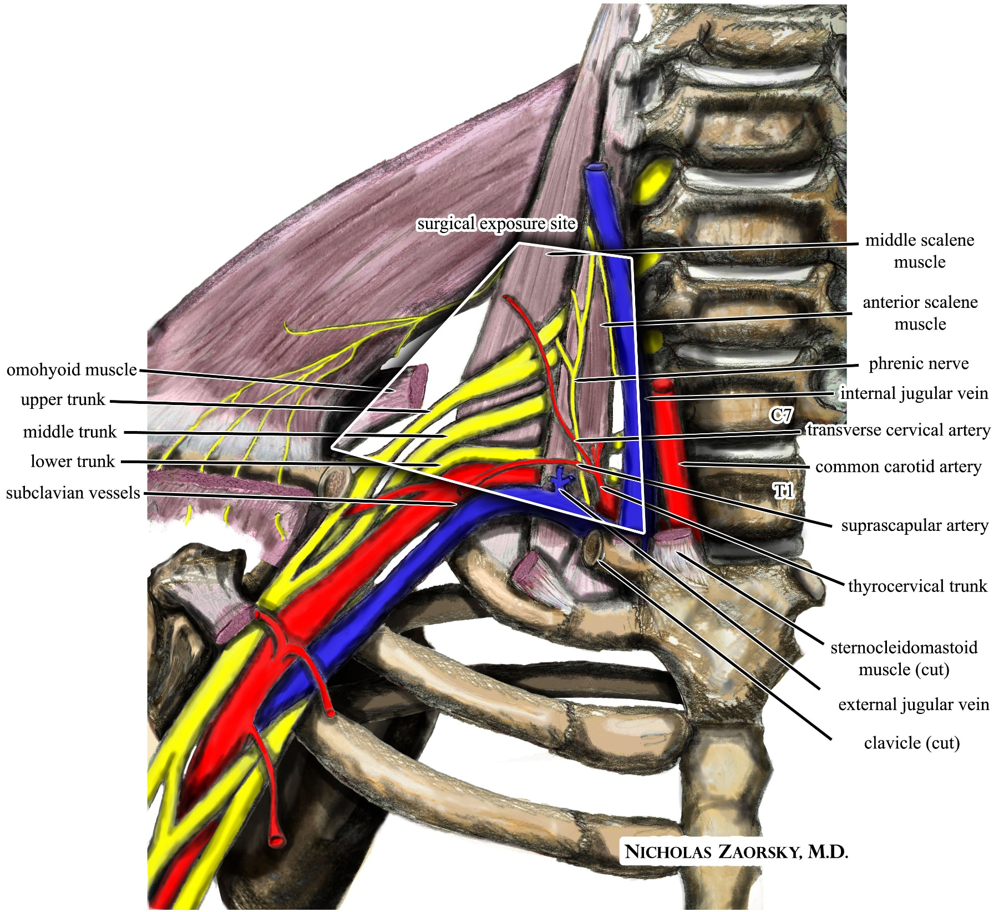 surgical exposure site
middle scalene
muscle
anterior scalene
muscle
phrenic nerve
internal jugular vein
C7
transverse cervical artery
common carotid artery
T1
suprascapular artery
thyrocervical trunk
sternocleidomastoid
muscle (cut)
external jugular vein
clavicle (cut)
omohyoid muscle
upper trunk
middle trunk
lower trunk
subclavian vessels
NICHOLAS ZAORSKY, M.D.